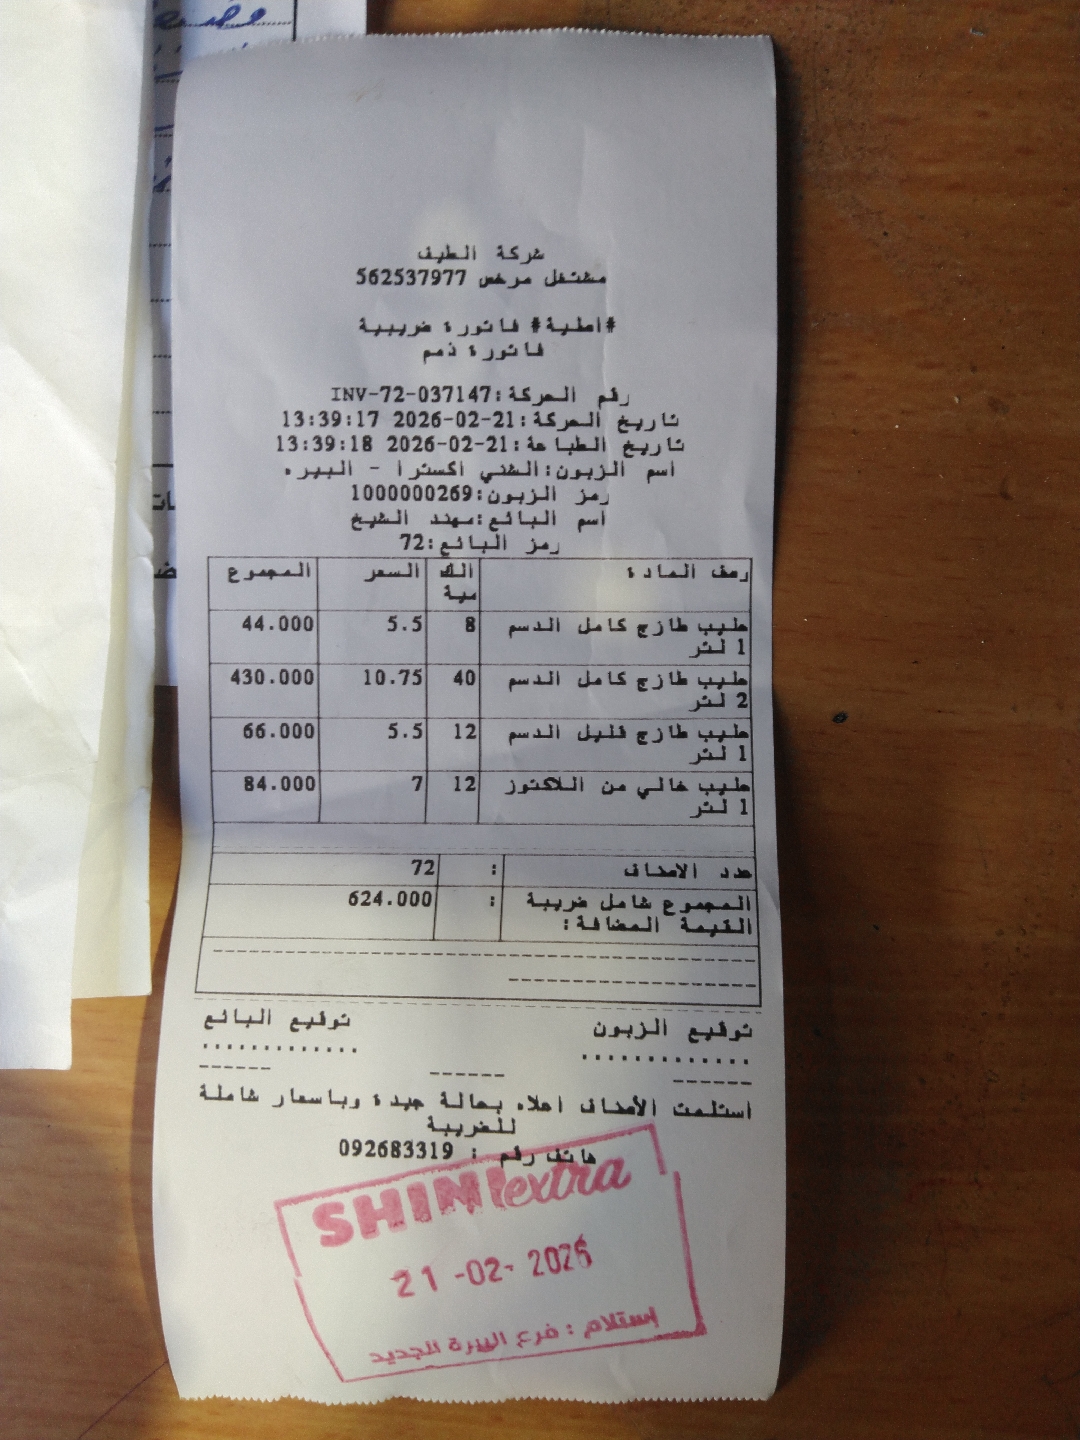 شركة الطيف
مشتغل مرخص 562537977
#أصلية# فاتورة ضريبية
فاتورة ذمم
رقم الحركة:INV-72-037147
تاريخ الحركة:21-02-2026 13:39:17
تاريخ الطباعة:21-02-2026 13:39:18
اسم الزبون:الشني اكسترا - البيره
رمز الزبون:1000000269
اسم البائع:مهند الشيخ
رمز البائع:72
وصف المادة الكمية السعر المجموع
حليب طازج كامل الدسم 8 5.5 44.000
1 لتر
حليب طازج كامل الدسم 40 10.75 430.000
2 لتر
حليب طازج قليل الدسم 12 5.5 66.000
1 لتر
حليب خالي من اللاكتوز 12 7 84.000
1 لتر
عدد الاصناف : 72
المجموع شامل ضريبة : 624.000
القيمة المضافة:
توقيع الزبون توقيع البائع
استلمت الأصناف اعلاه بحالة جيدة وباسعار شاملة
للضريبة
هاتف رقم : 092683319
SHINI extra
21-02-2026
استلام : فرع البيرة الجديد